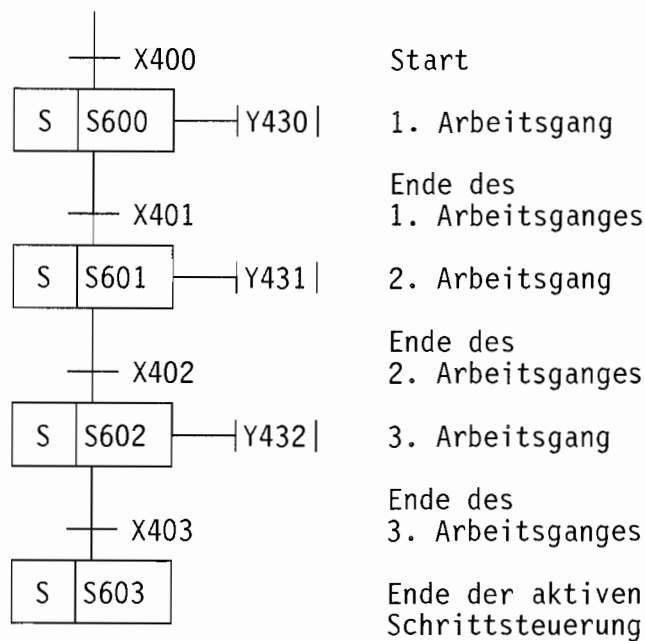 X400 Start
S S600 Y430 1. Arbeitsgang
Ende des
X401 1. Arbeitsganges
S S601 Y431 2. Arbeitsgang
Ende des
X402 2. Arbeitsganges
S S602 Y432 3. Arbeitsgang
Ende des
X403 3. Arbeitsganges
S S603 Ende der aktiven
Schrittsteuerung